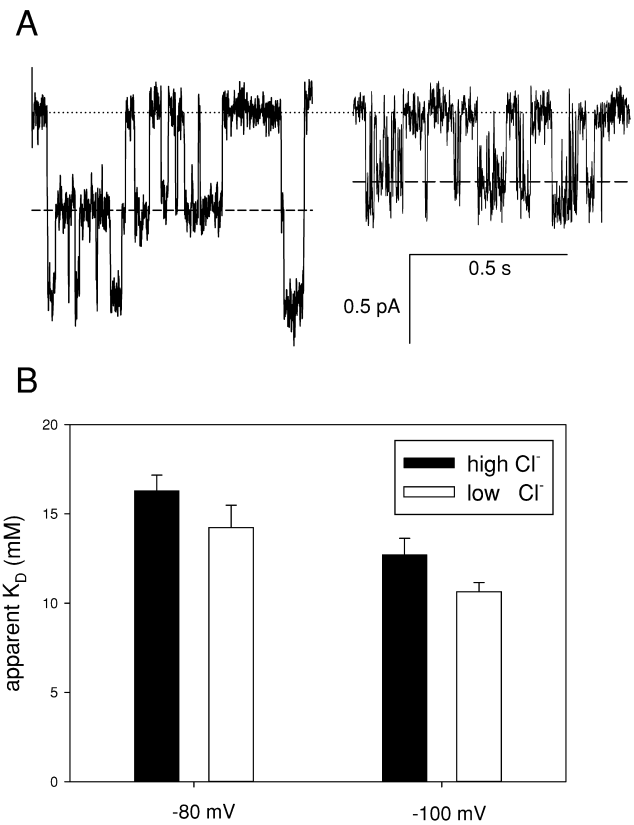 A
0.5 s
0.5 pA
B
20
15
10
5
0
apparent K_D (mM)
high Cl⁻
low Cl⁻
-80 mV
-100 mV